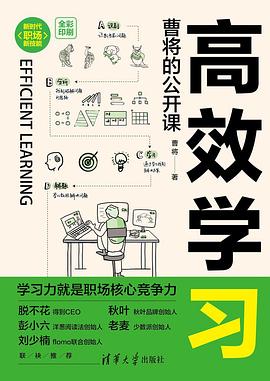 新时代
《职场》
新技能
全彩
印刷
EFFICIENT LEARNING
高效学习
曹将的公开课
曹将 著
A
B
C
D
学习力就是职场核心竞争力
脱不花 得到CEO
秋叶 秋叶品牌创始人
彭小六 洋葱阅读法创始人
老麦 少数派创始人
刘少楠 flomo联合创始人
联袂推荐
清华大学出版社